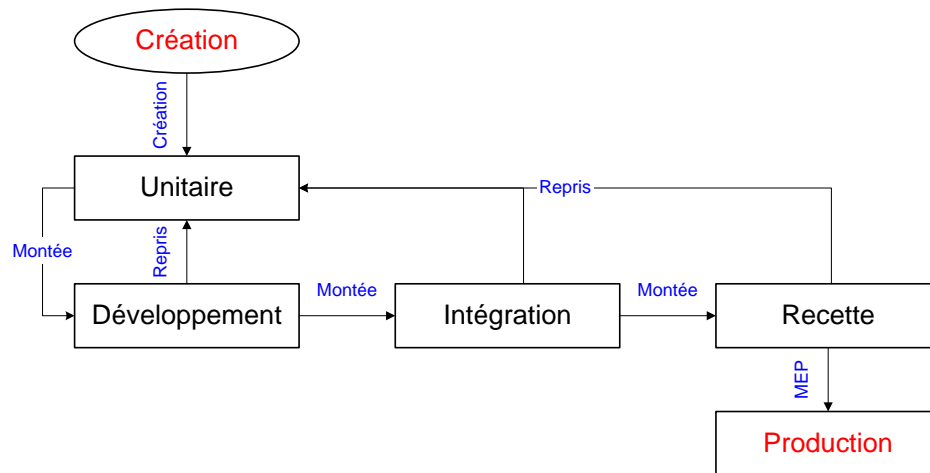 Création
Création
Unitaire
Repris
Montée
Repris
Développement
Montée
Intégration
Montée
Recette
MEP
Production